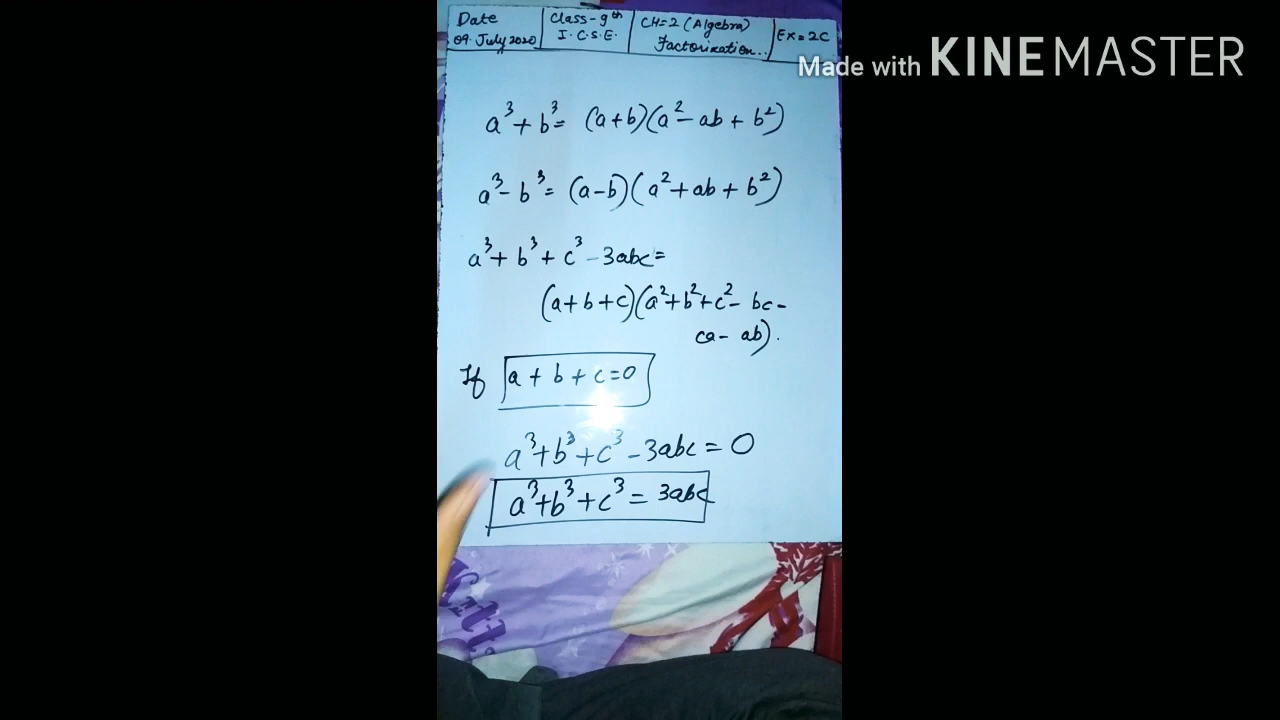 Date
09. July 2020
Class-9th
I.C.S.E.
CH=2 (Algebra)
Factorization..
Ex=2C
Made with KINEMASTER
a³+b³= (a+b)(a²-ab+b²)
a³-b³= (a-b)(a²+ab+b²)
a³+b³+c³-3abc=
(a+b+c)(a²+b²+c²-bc-
ca-ab).
If a+b+c=0
a³+b³+c³-3abc=0
a³+b³+c³=3abc